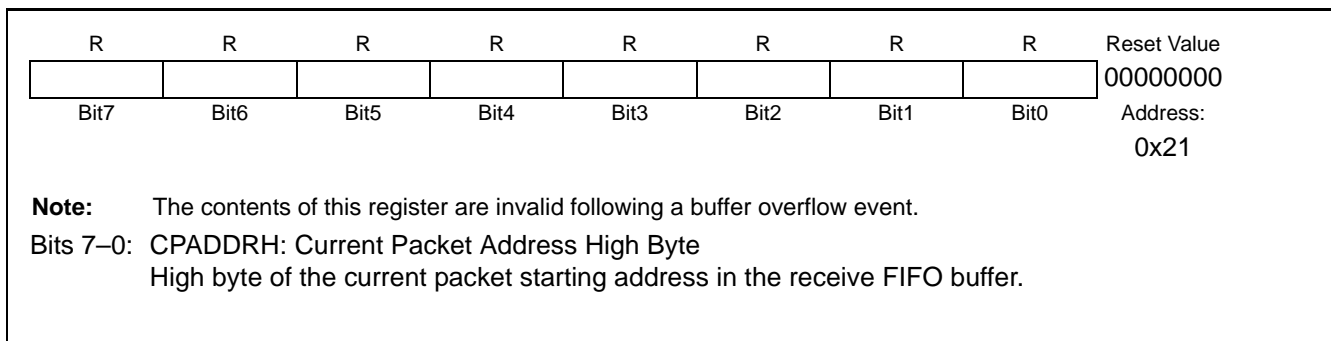 R R R R R R R R Reset Value
00000000
Bit7 Bit6 Bit5 Bit4 Bit3 Bit2 Bit1 Bit0 Address:
0x21
Note: The contents of this register are invalid following a buffer overflow event.
Bits 7–0: CPADDRH: Current Packet Address High Byte
High byte of the current packet starting address in the receive FIFO buffer.